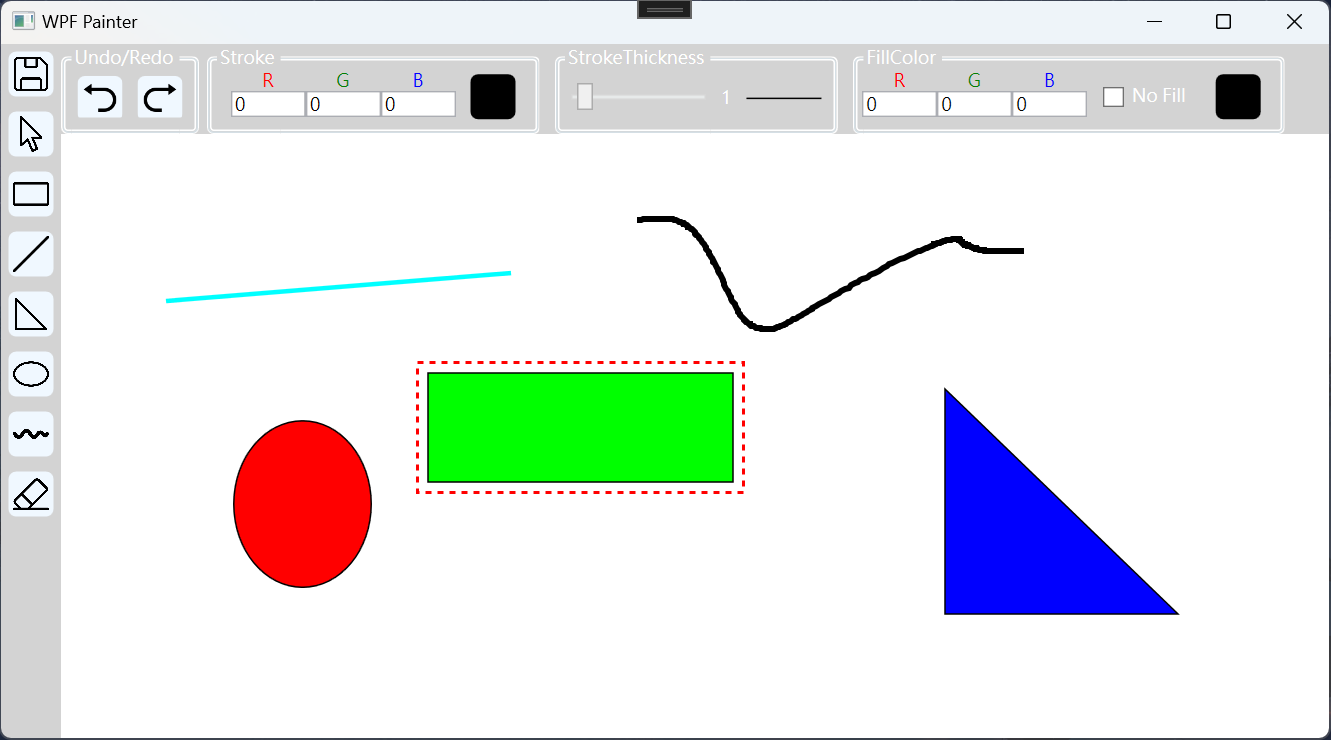 WPF Painter
Undo/Redo
Stroke
R G B
0 0 0
StrokeThickness
1
FillColor
R G B
0 0 0
No Fill